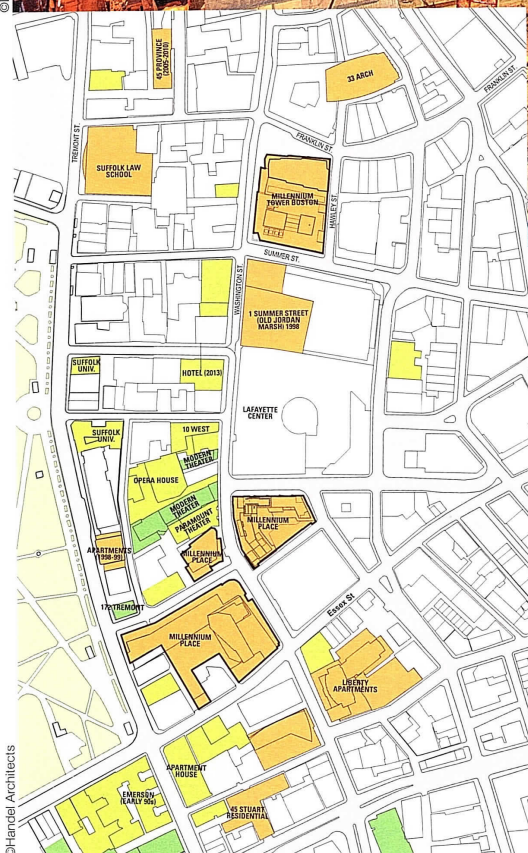 ©
45 PROVINCE
(2005-2010)
33 ARCH
FRANKLIN ST.
TREMONT ST.
FRANKLIN ST.
SUFFOLK LAW
SCHOOL
MILLENNIUM
TOWER BOSTON
HAWLEY ST.
SUMMER ST.
WASHINGTON ST.
1 SUMMER STREET
(OLD JORDAN
MARSH) 1998
SUFFOLK
UNIV.
HOTEL (2013)
LAFAYETTE
CENTER
SUFFOLK
UNIV.
10 WEST
MODERN
THEATER
OPERA HOUSE
MODERN
THEATER
PARAMOUNT
THEATER
MILLENNIUM
PLACE
APARTMENTS
(1998-99)
MILLENNIUM
PLACE
172 TREMONT
Essex St
MILLENNIUM
PLACE
LIBERTY
APARTMENTS
APARTMENT
HOUSE
EMERSON
(EARLY 90s)
45 STUART
RESIDENTIAL
©Handel Architects